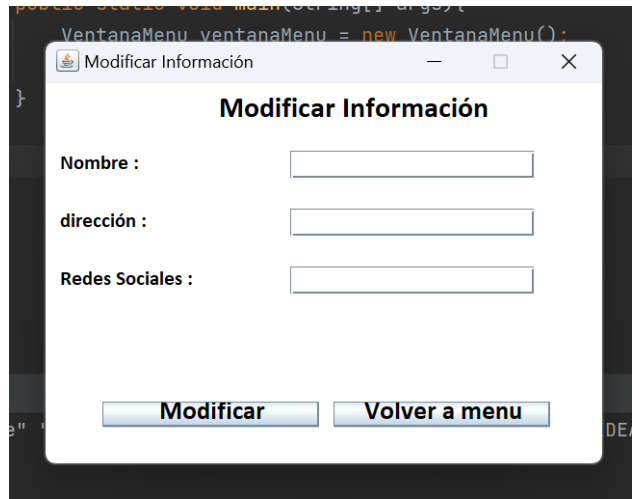 public static void main(String[] args){
VentanaMenu ventanaMenu = new VentanaMenu();
Modificar Información
}
Modificar Información
Nombre :
dirección :
Redes Sociales :
Modificar
Volver a menu